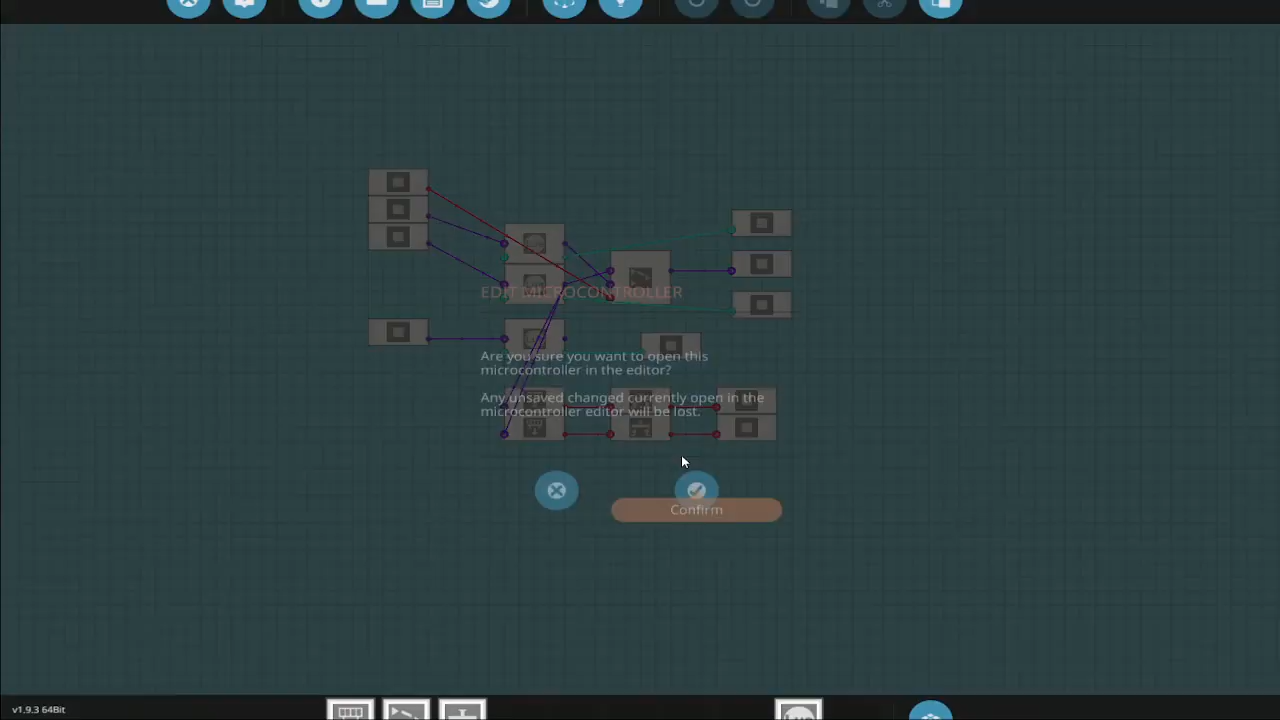 EDIT MICROCONTROLLER
Are you sure you want to open this
microcontroller in the editor?
Any unsaved changed currently open in the
microcontroller editor will be lost.
Confirm
v1.9.3 64Bit